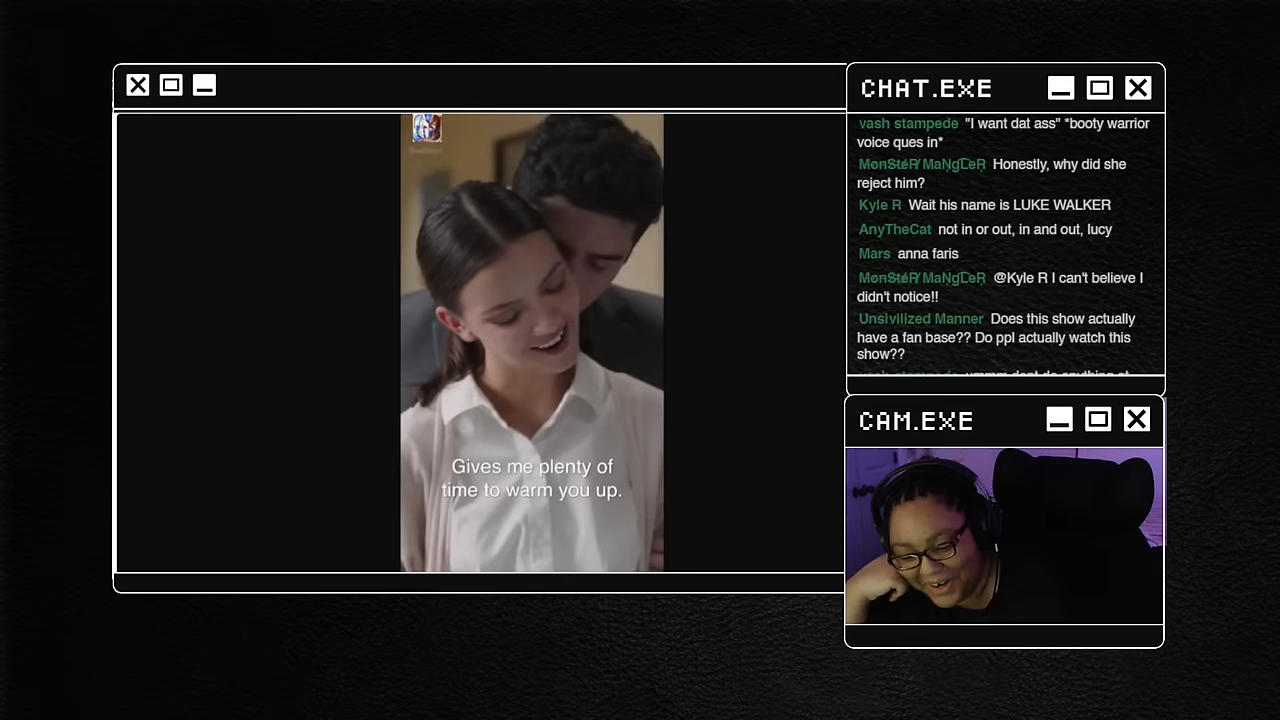 CHAT.EXE
vash stampede "I want dat ass" *booty warrior
voice ques in*
MonSteR MaNgLeR Honestly, why did she
reject him?
Kyle R Wait his name is LUKE WALKER
AnyTheCat not in or out, in and out, lucy
Mars anna faris
MonSteR MaNgLeR @Kyle R I can't believe I
didn't notice!!
Unsivilized Manner Does this show actually
have a fan base?? Do ppl actually watch this
show??
Gives me plenty of
time to warm you up.
CAM.EXE